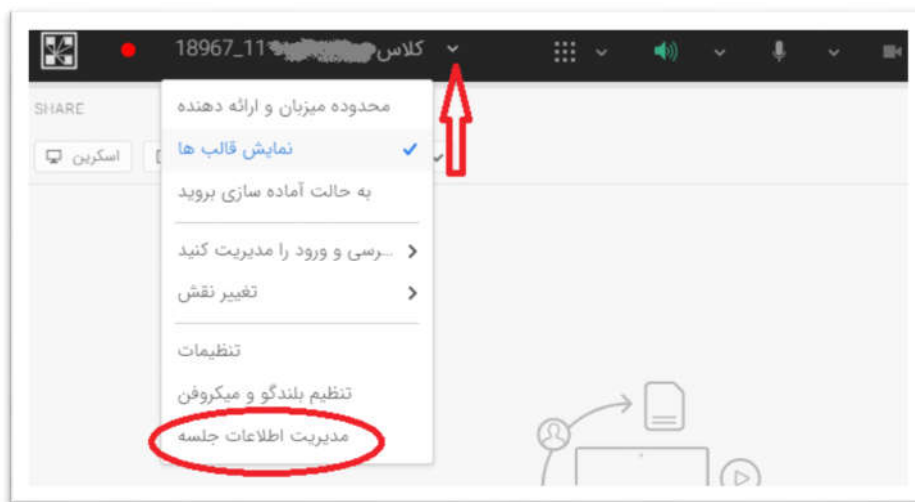 کلاس 18967_11
SHARE
اسکرین
محدوده میزبان و ارائه دهنده
نمایش قالب ها
به حالت آماده سازی بروید
...رسی و ورود را مدیریت کنید
تغییر نقش
تنظیمات
تنظیم بلندگو و میکروفن
مدیریت اطلاعات جلسه